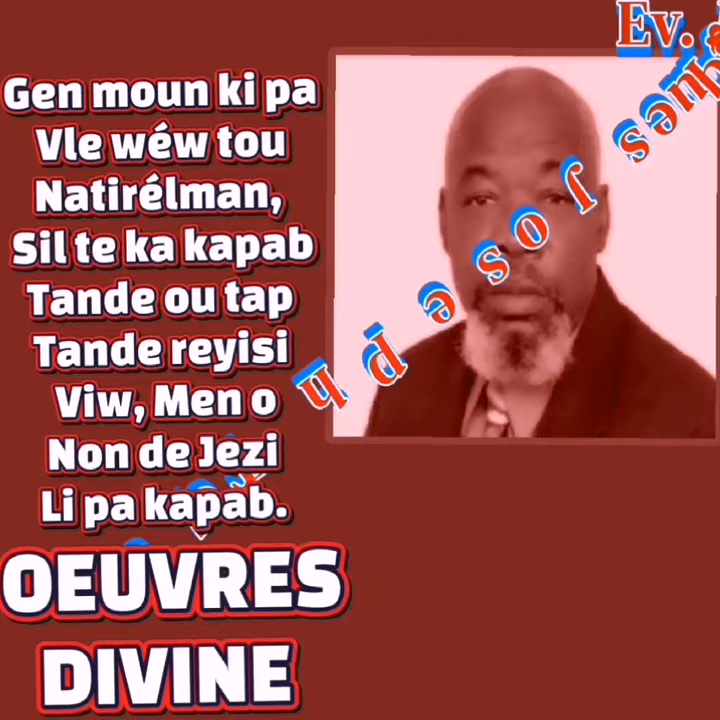 Gen moun ki pa
Vle wéw tou
Natirélman,
Sil te ka kapab
Tande ou tap
Tande reyisi
Viw, Men o
Non de Jezi
Li pa kapab.
OEUVRES
DIVINE
Ev.
Joseph